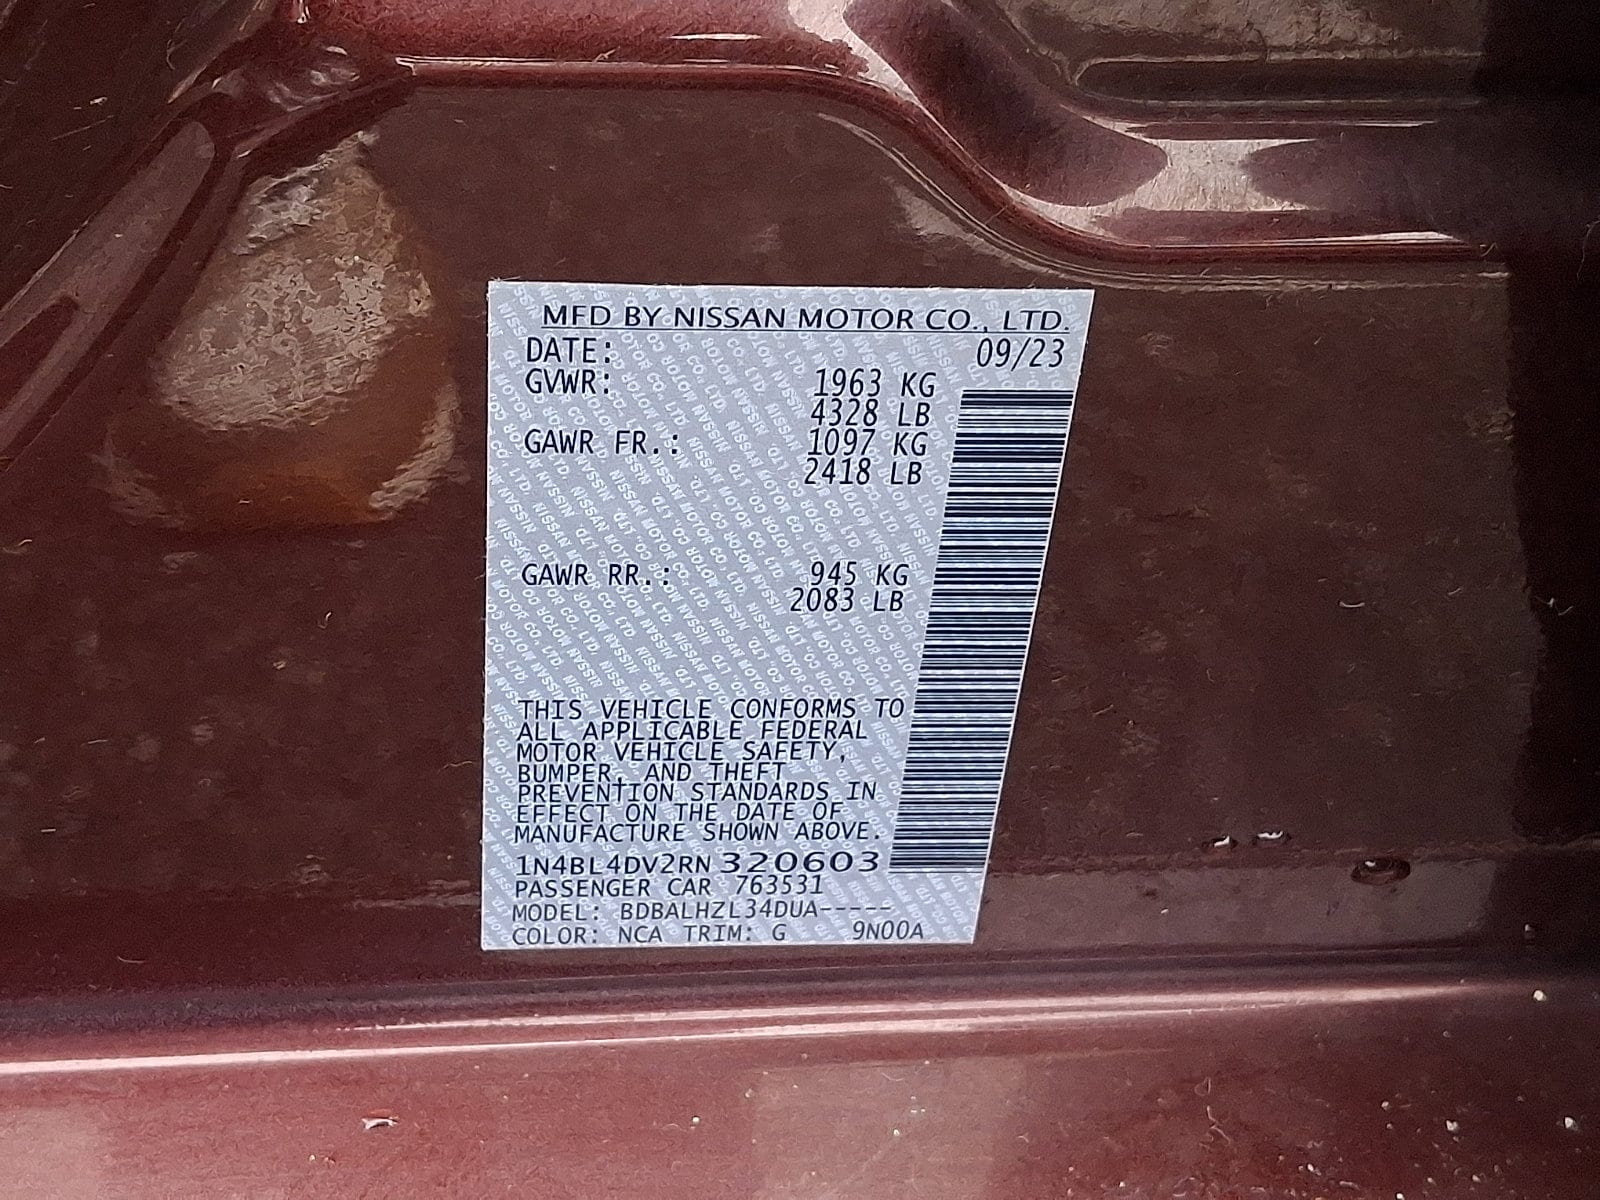 MFD BY NISSAN MOTOR CO., LTD.
DATE: 09/23
GVWR: 1963 KG
4328 LB
GAWR FR.: 1097 KG
2418 LB
GAWR RR.: 945 KG
2083 LB
THIS VEHICLE CONFORMS TO
ALL APPLICABLE FEDERAL
MOTOR VEHICLE SAFETY,
BUMPER, AND THEFT
PREVENTION STANDARDS IN
EFFECT ON THE DATE OF
MANUFACTURE SHOWN ABOVE.
1N4BL4DV2RN 320603
PASSENGER CAR 763531
MODEL: BDBALHZL34DUA-----
COLOR: NCA TRIM: G 9N00A